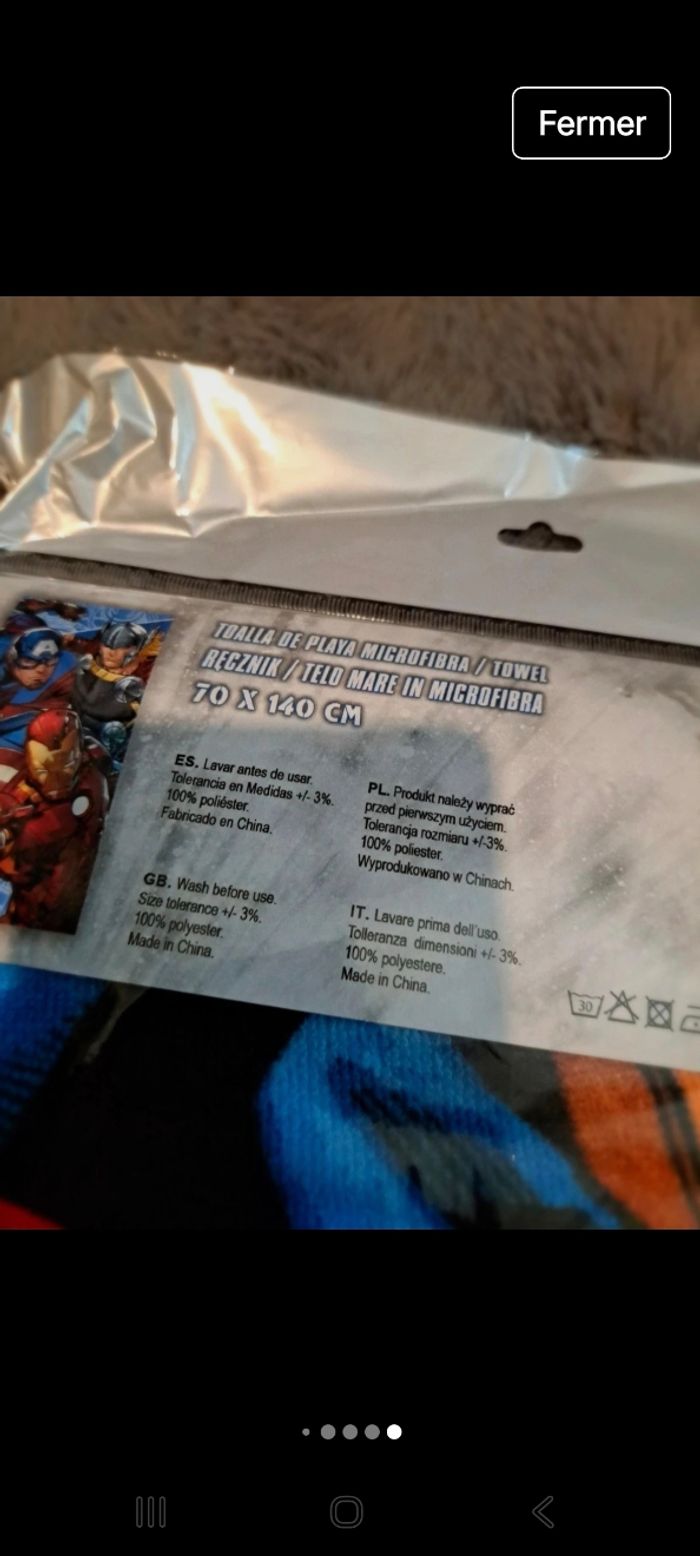 Fermer
TOALLA DE PLAYA MICROFIBRA / TOWEL
RĘCZNIK / TELO MARE IN MICROFIBRA
70 X 140 CM
ES. Lavar antes de usar.
Tolerancia en Medidas +/- 3%.
100% poliéster.
Fabricado en China.
PL. Produkt należy wyprać
przed pierwszym użyciem.
Tolerancja rozmiaru +/-3%.
100% poliester.
Wyprodukowano w Chinach.
GB. Wash before use.
Size tolerance +/- 3%.
100% polyester.
Made in China.
IT. Lavare prima dell'uso.
Tolleranza dimensioni +/- 3%.
100% polyestere.
Made in China.
30